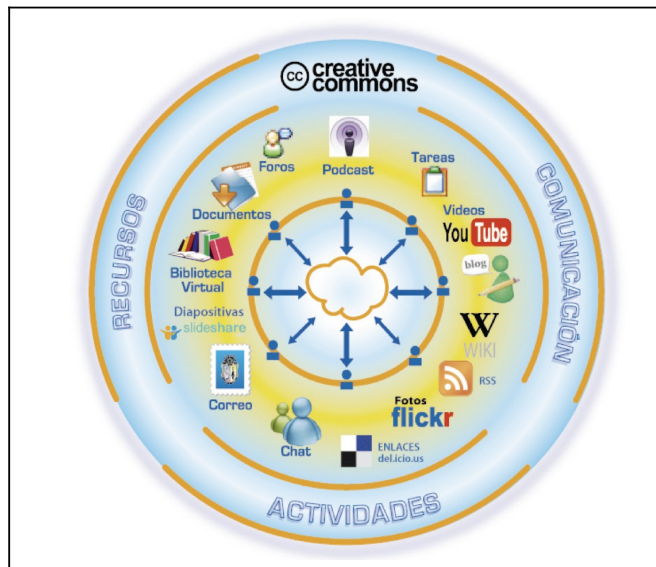 cc creative
commons
RECURSOS
COMUNICACIÓN
ACTIVIDADES
Foros
Podcast
Tareas
Documentos
Videos
YouTube
Biblioteca
Virtual
blog
Diapositivas
slideshare
W
WIKI
RSS
Correo
Fotos
flickr
Chat
ENLACES
del.icio.us